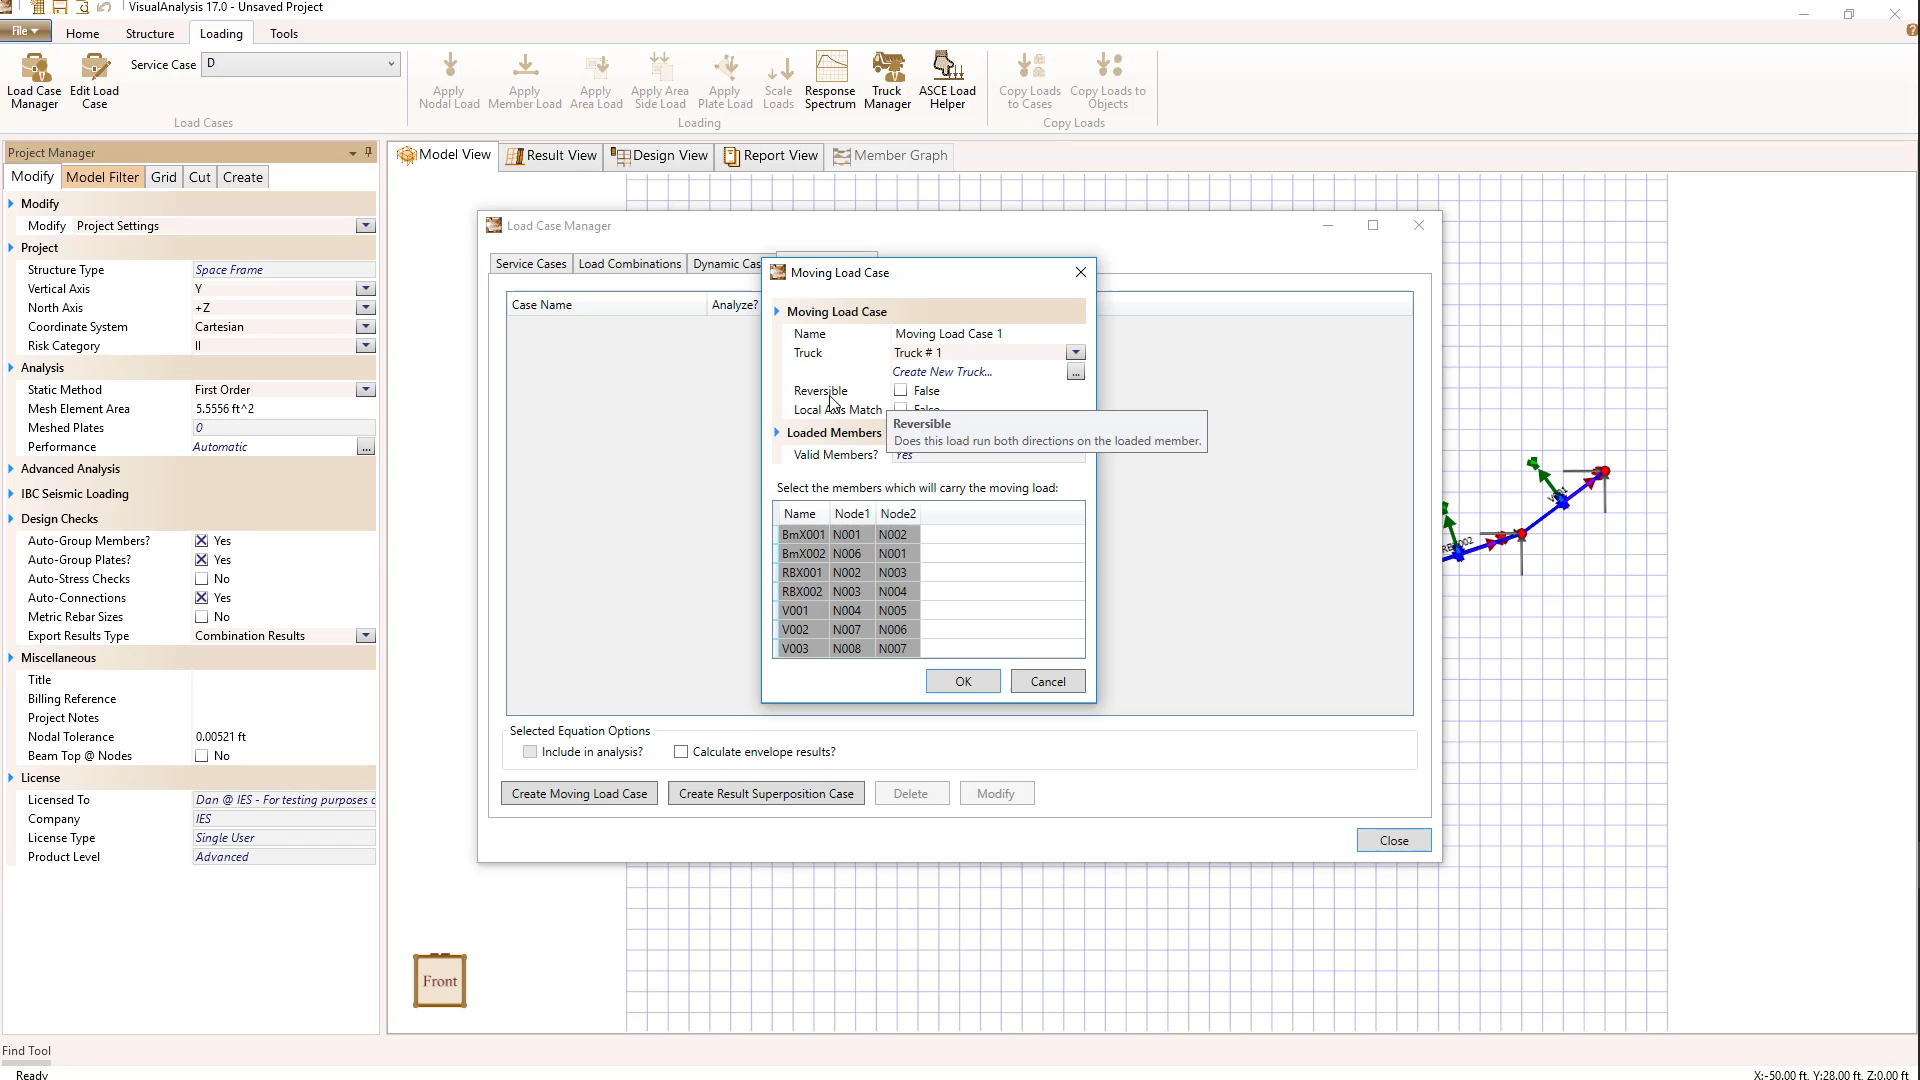 VisualAnalysis 17.0 - Unsaved Project
File
Home
Structure
Loading
Tools
Load Case Manager
Edit Load Case
Service Case
D
Load Cases
Apply Nodal Load
Apply Member Load
Apply Area Load
Apply Area Side Load
Apply Plate Load
Scale Loads
Response Spectrum
Truck Manager
ASCE Load Helper
Loading
Copy Loads to Cases
Copy Loads to Objects
Copy Loads
Project Manager
Modify
Model Filter
Grid
Cut
Create
Modify
Modify Project Settings
Project
Structure Type Space Frame
Vertical Axis Y
North Axis +Z
Coordinate System Cartesian
Risk Category II
Analysis
Static Method First Order
Mesh Element Area 5.5556 ft^2
Meshed Plates 0
Performance Automatic ...
Advanced Analysis
IBC Seismic Loading
Design Checks
Auto-Group Members? Yes
Auto-Group Plates? Yes
Auto-Stress Checks No
Auto-Connections Yes
Metric Rebar Sizes No
Export Results Type Combination Results
Miscellaneous
Title
Billing Reference
Project Notes
Nodal Tolerance 0.00521 ft
Beam Top @ Nodes No
License
Licensed To Dan @ IES - For testing purposes c
Company IES
License Type Single User
Product Level Advanced
Model View
Result View
Design View
Report View
Member Graph
Load Case Manager
Service Cases
Load Combinations
Dynamic Cas
Case Name Analyze?
Moving Load Case
Moving Load Case
Name Moving Load Case 1
Truck Truck # 1
Create New Truck... ...
Reversible False
Local Axis Match False
Reversible
Does this load run both directions on the loaded member.
Loaded Members
Valid Members? Yes
Select the members which will carry the moving load:
Name Node1 Node2
BmX001 N001 N002
BmX002 N006 N001
RBX001 N002 N003
RBX002 N003 N004
V001 N004 N005
V002 N007 N006
V003 N008 N007
OK
Cancel
Selected Equation Options
Include in analysis?
Calculate envelope results?
Create Moving Load Case
Create Result Superposition Case
Delete
Modify
Close
V001
RBX002
Front
Find Tool
Ready
X:-50.00 ft, Y:28.00 ft, Z:0.00 ft